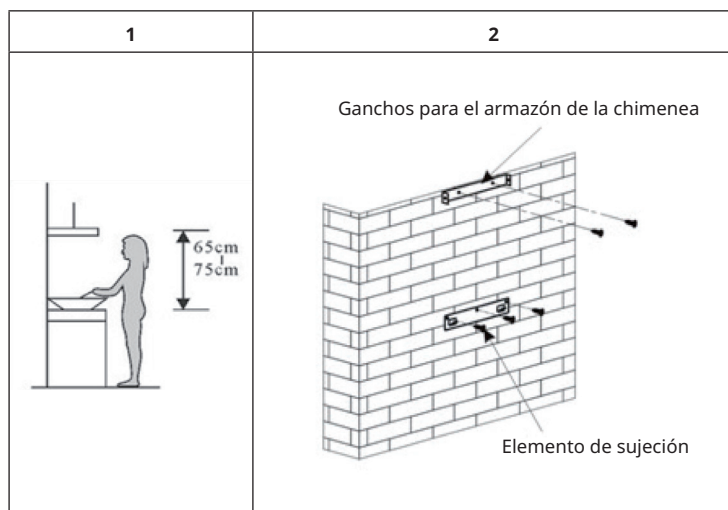 1
2
Ganchos para el armazón de la chimenea
65cm
75cm
Elemento de sujeción